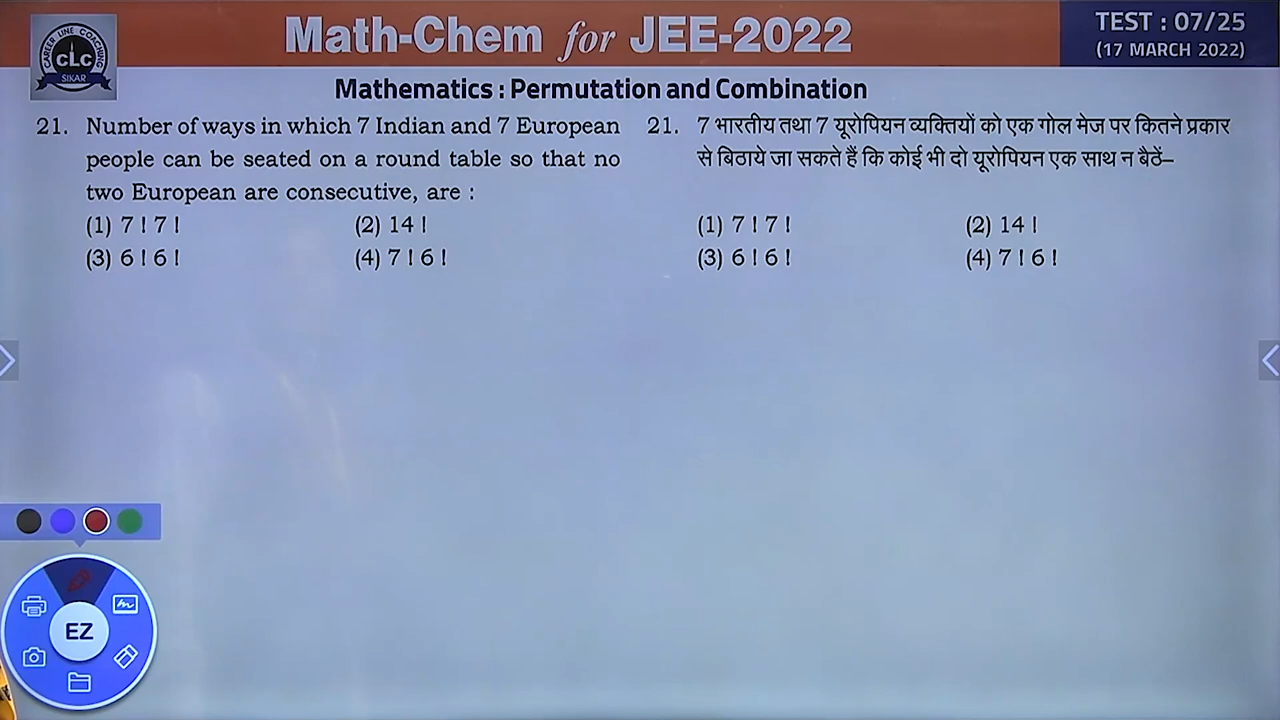 CAREER LINE COACHING
CLC
SIKAR
Math-Chem for JEE-2022
TEST : 07/25
(17 MARCH 2022)
Mathematics : Permutation and Combination
21. Number of ways in which 7 Indian and 7 European
people can be seated on a round table so that no
two European are consecutive, are :
(1) 7 ! 7 ! (2) 14 !
(3) 6 ! 6 ! (4) 7 ! 6 !
21. 7 भारतीय तथा 7 यूरोपियन व्यक्तियों को एक गोल मेज पर कितने प्रकार
से बिठाये जा सकते हैं कि कोई भी दो यूरोपियन एक साथ न बैठें–
(1) 7 ! 7 ! (2) 14 !
(3) 6 ! 6 ! (4) 7 ! 6 !
EZ